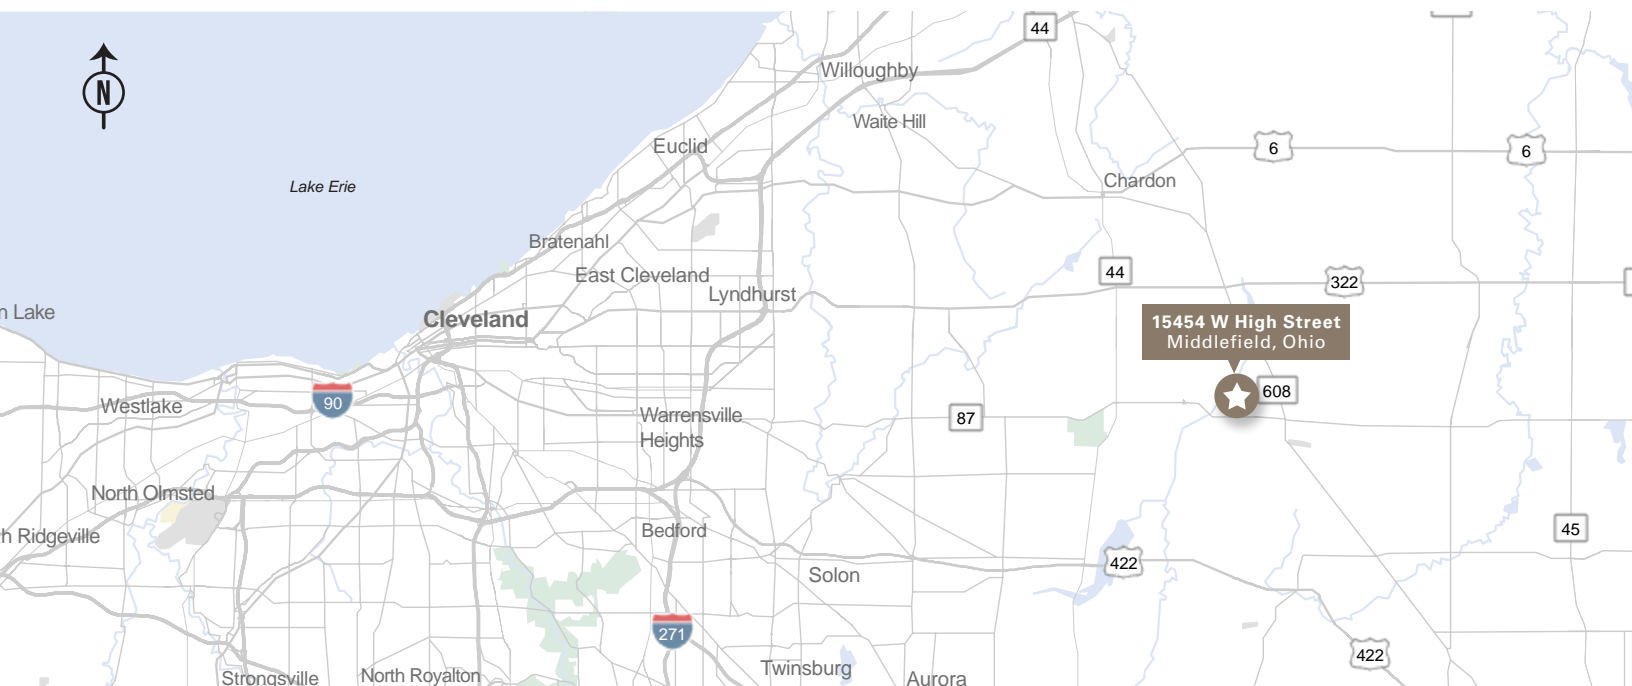 44
N
Willoughby
Waite Hill
Euclid
6
6
Chardon
Lake Erie
Bratenahl
East Cleveland
44
322
Lyndhurst
Lake
Cleveland
15454 W High Street
Middlefield, Ohio
90
608
Westlake
Warrensville
Heights
87
North Olmsted
Ridgeville
Bedford
45
422
Solon
271
422
Twinsburg
Strongsville
North Royalton
Aurora